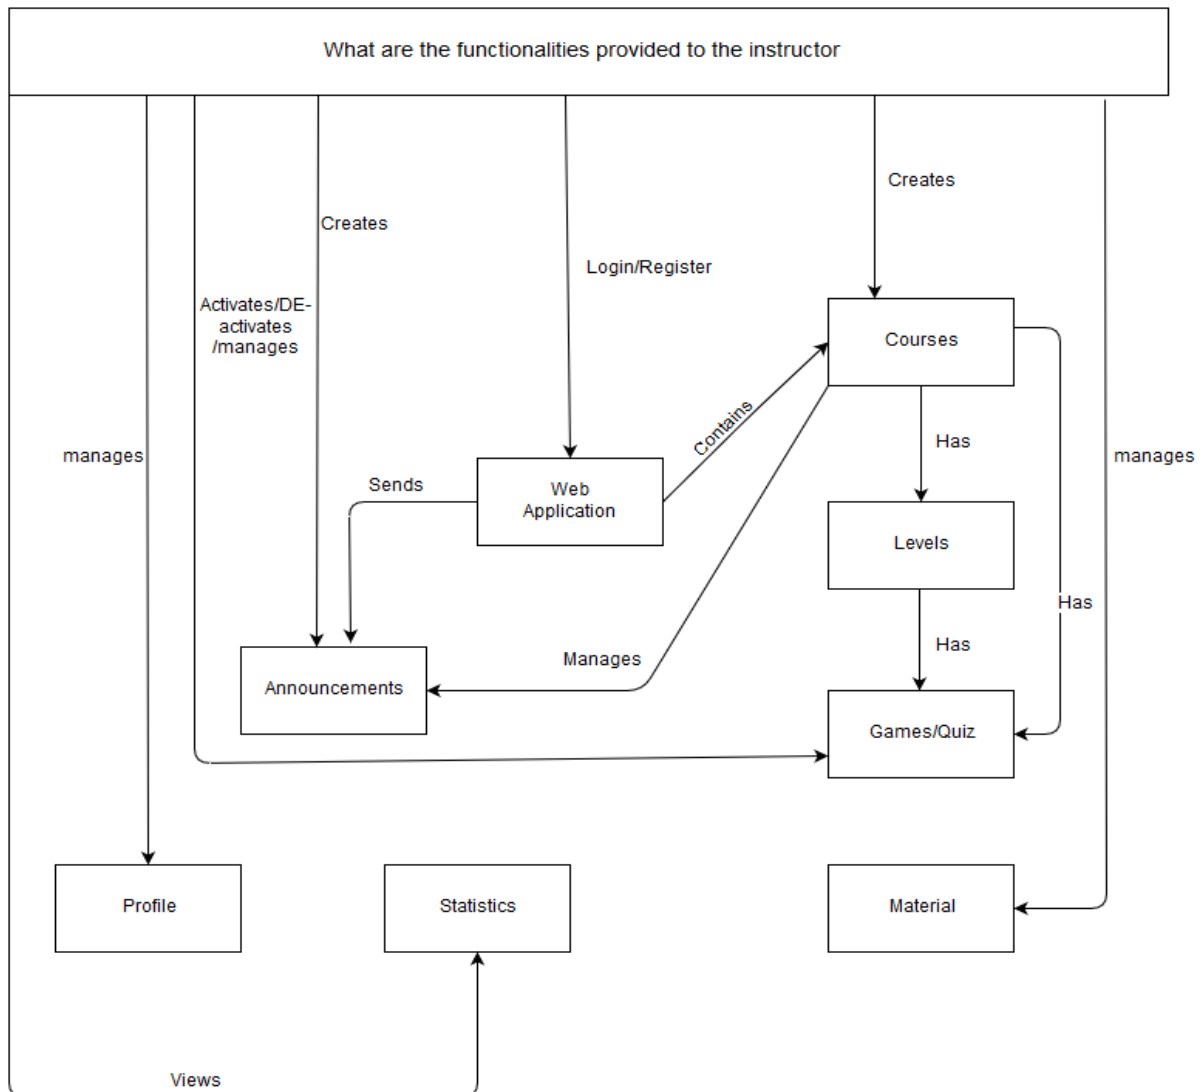 What are the functionalities provided to the instructor
Creates
Creates
Login/Register
Activates/DE-
activates
/manages
Courses
Contains
Has
manages
manages
Sends
Web
Application
Levels
Has
Has
Manages
Announcements
Games/Quiz
Profile
Statistics
Material
Views